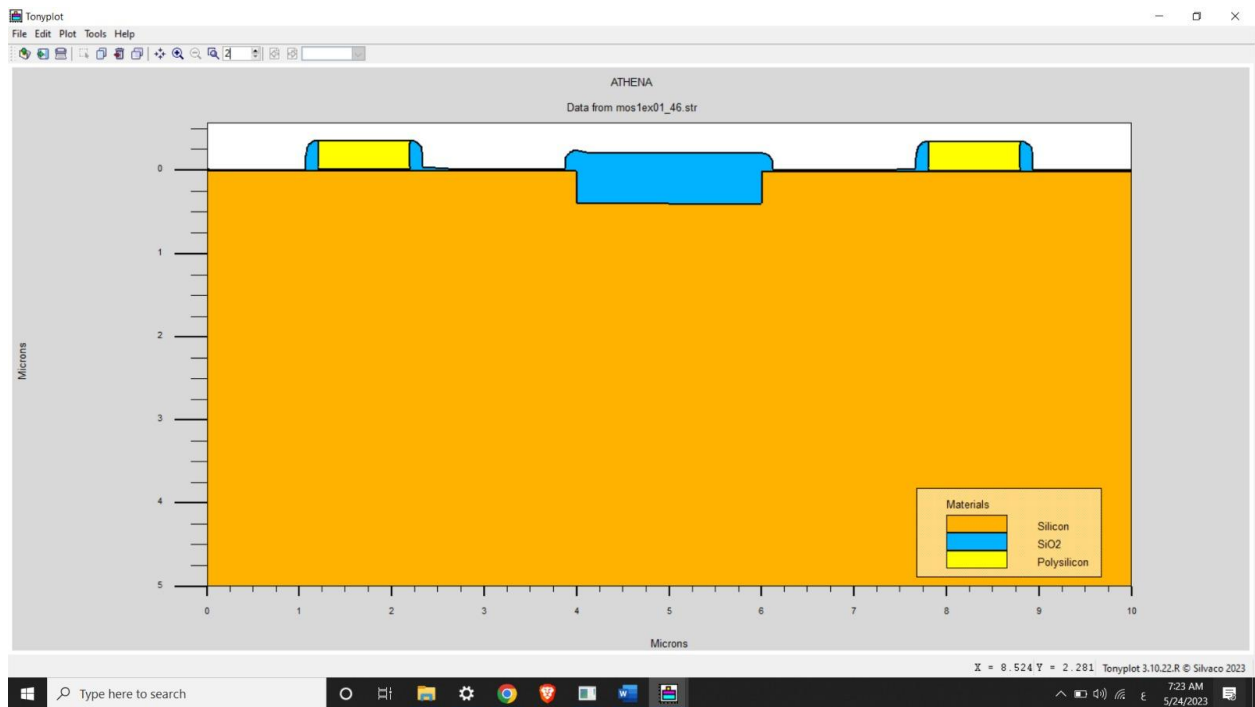 Tonyplot
File Edit Plot Tools Help
2
ATHENA
Data from mos1ex01_46.str
Microns
0
1
2
3
4
5
Materials
Silicon
SiO2
Polysilicon
0 1 2 3 4 5 6 7 8 9 10
Microns
X = 8.524 Y = 2.281 Tonyplot 3.10.22.R © Silvaco 2023
Type here to search
W
ع
7:23 AM
5/24/2023